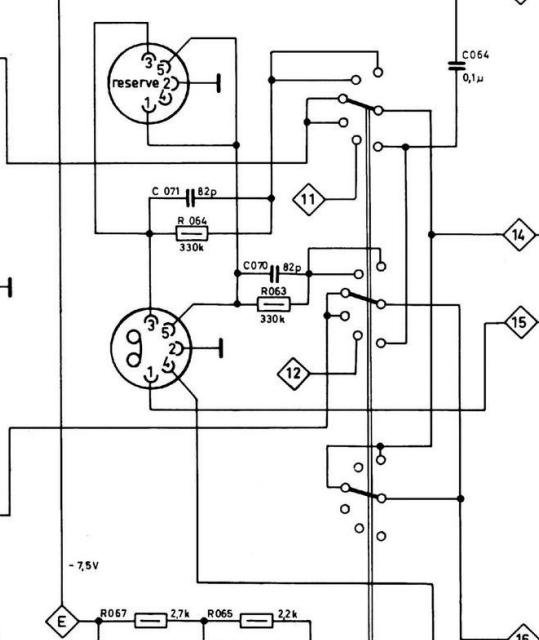 C064
0,1µ
3
5
reserve 2
4
1
C 071 82p
11
R 064
330k
14
C070 82p
R063
330k
15
3
5
2
4
1
12
-7,5V
E
R067 2,7k R065 2,2k